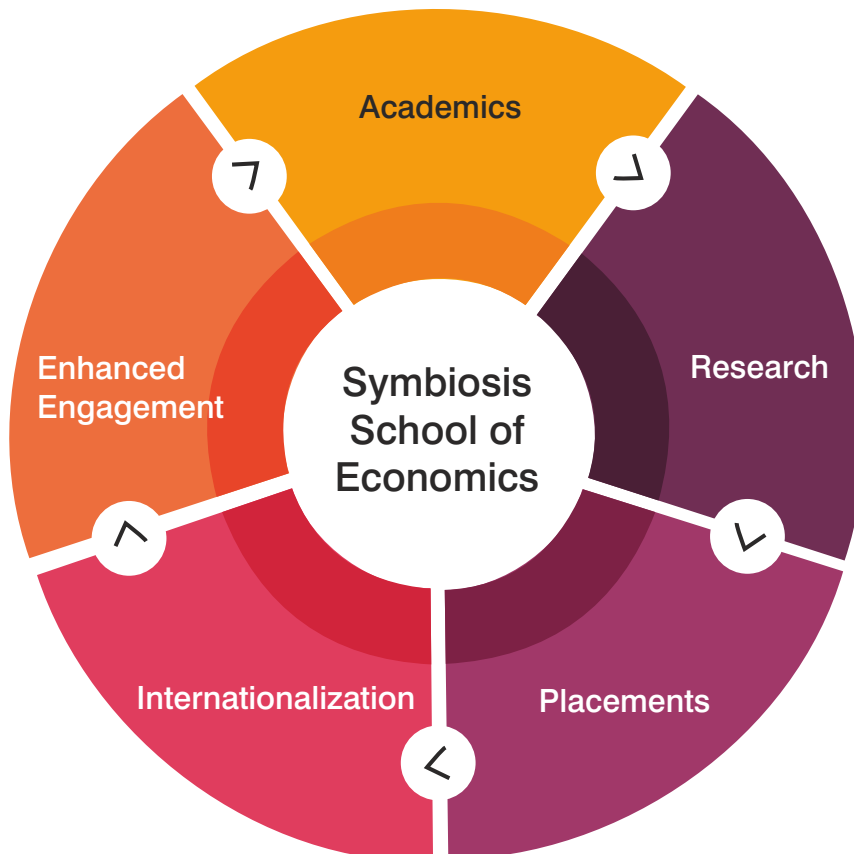 Academics
Research
Placements
Internationalization
Enhanced
Engagement
Symbiosis
School of
Economics